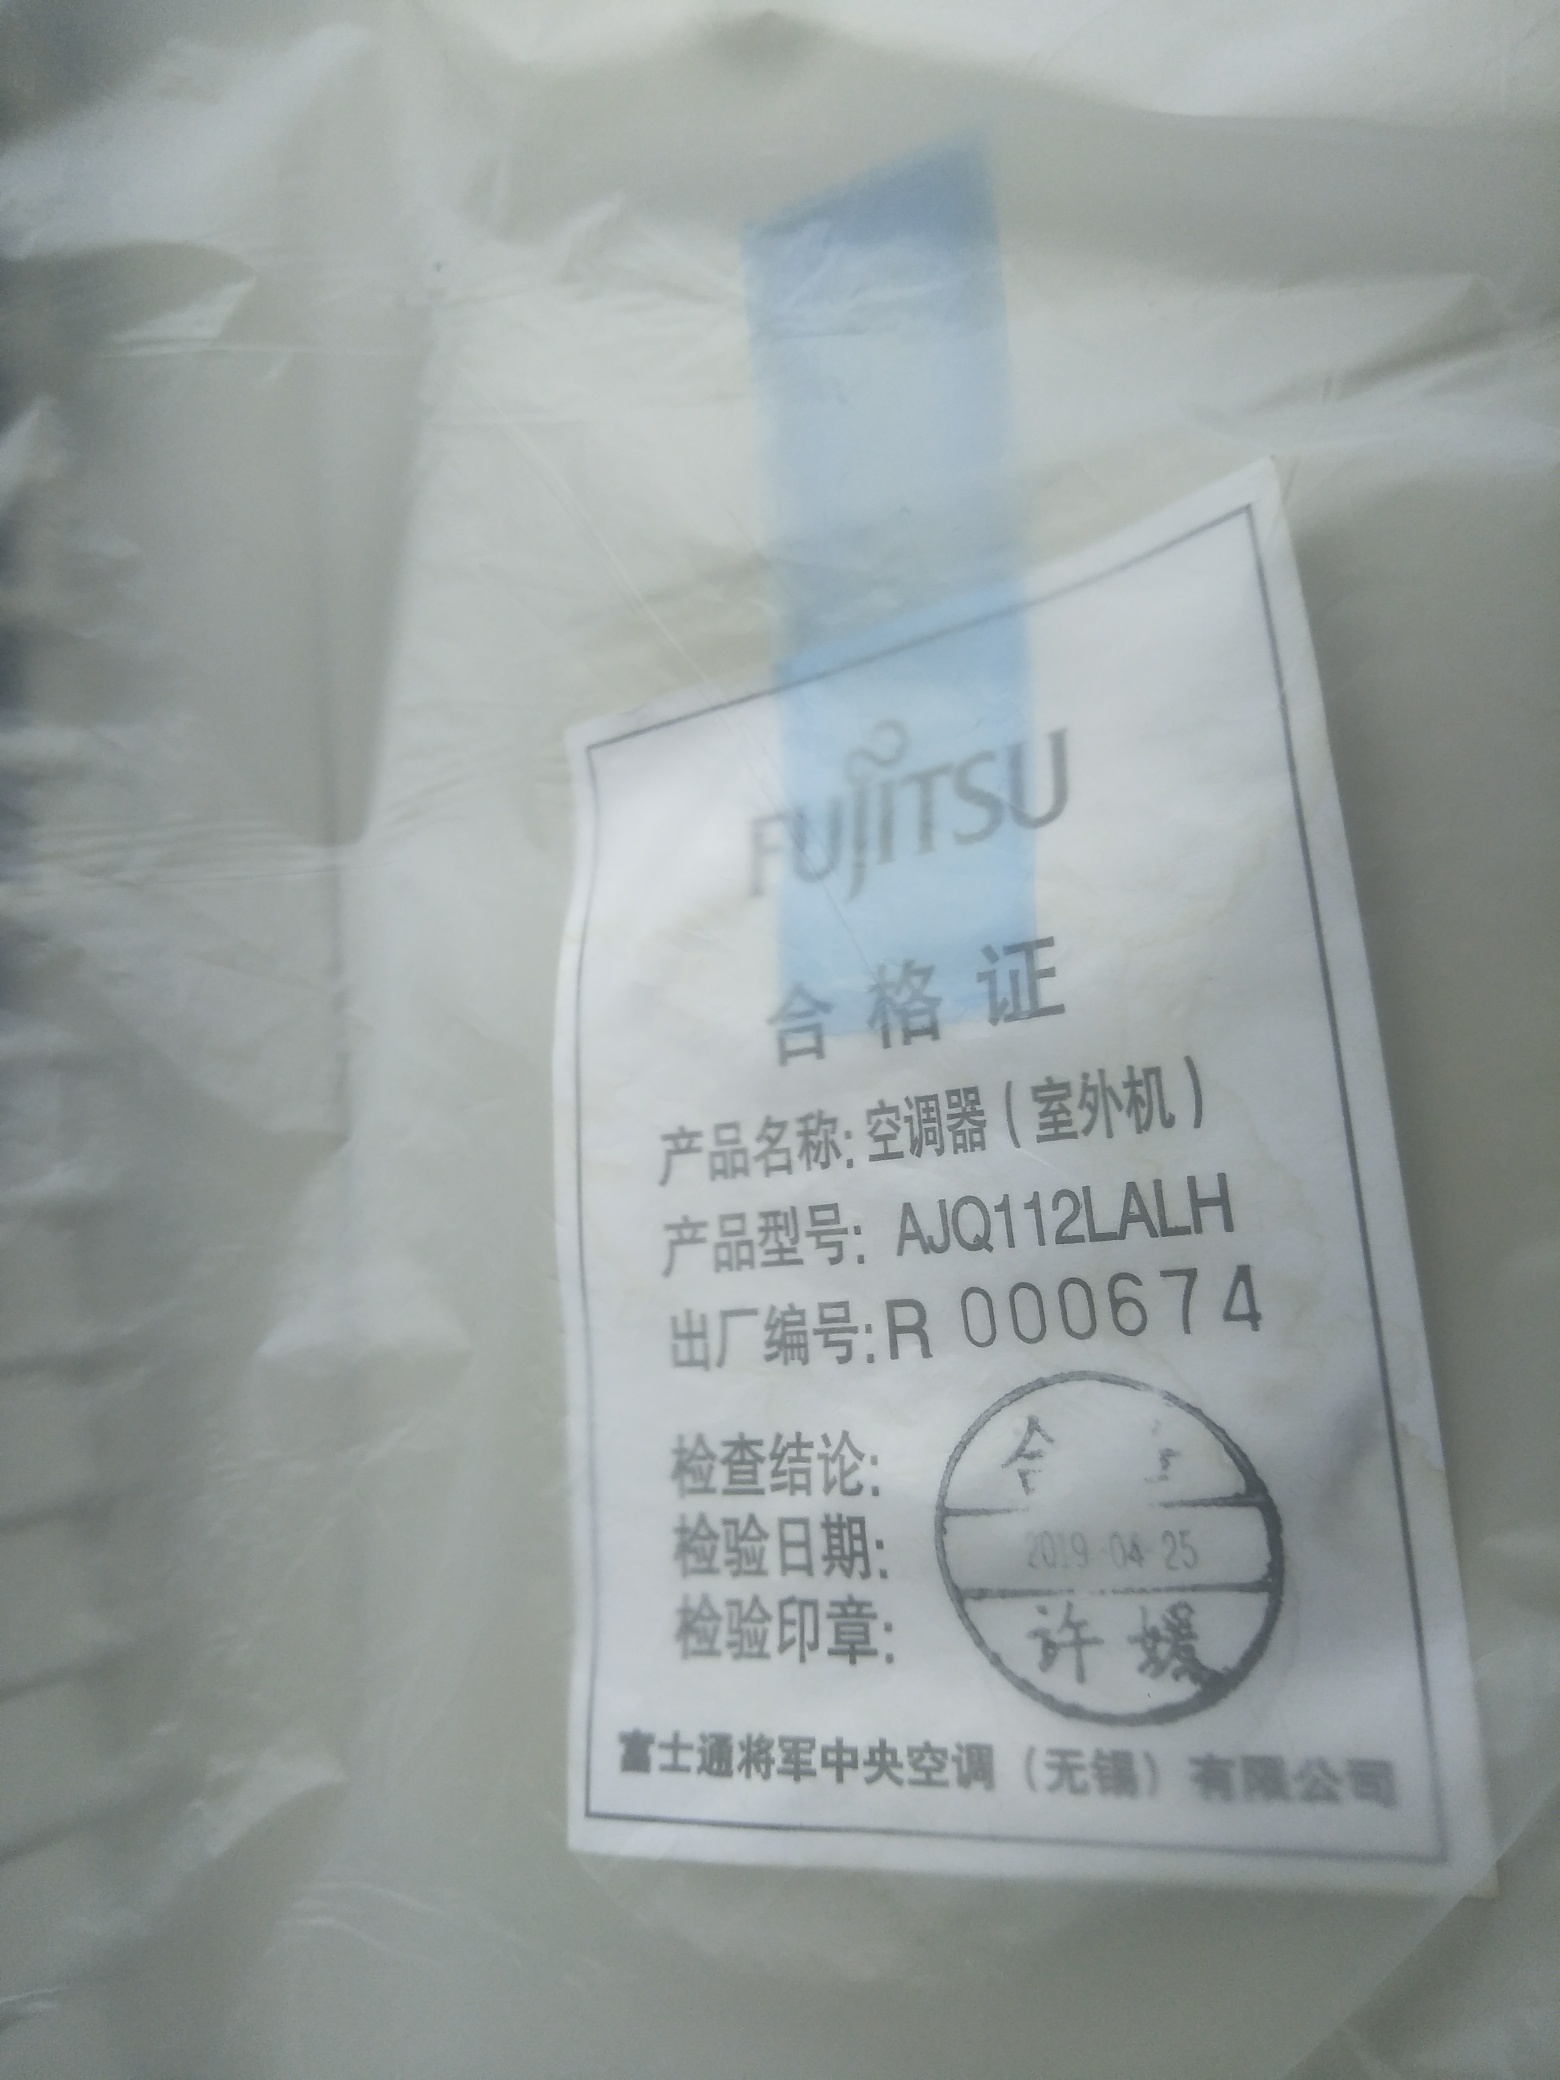 FUJITSU
合格证
产品名称:空调器(室外机)
产品型号: AJQ112LALH
出厂编号:R 000674
检查结论:
检验日期: 2019 04 25
检验印章: 许媛
富士通将军中央空调(无锡)有限公司